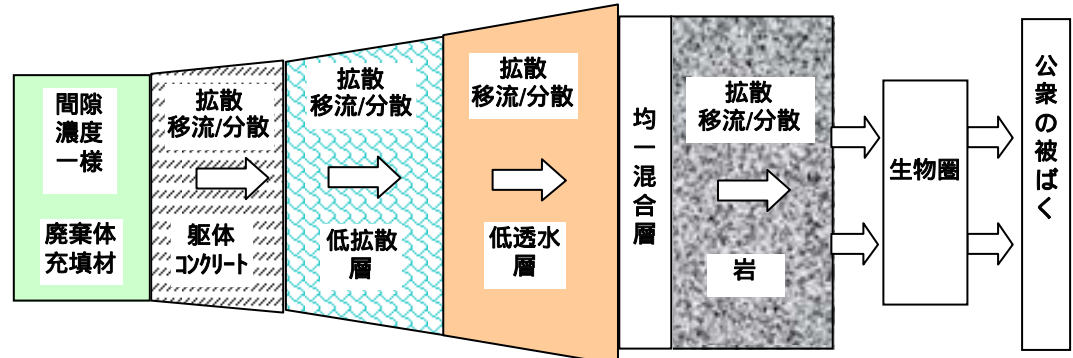 間隙
濃度
一様
廃棄体
充填材
拡散
移流/分散
躯体
コンクリート
拡散
移流/分散
低拡散
層
拡散
移流/分散
低透水
層
均一混合層
拡散
移流/分散
岩
生物圏
公衆の被ばく